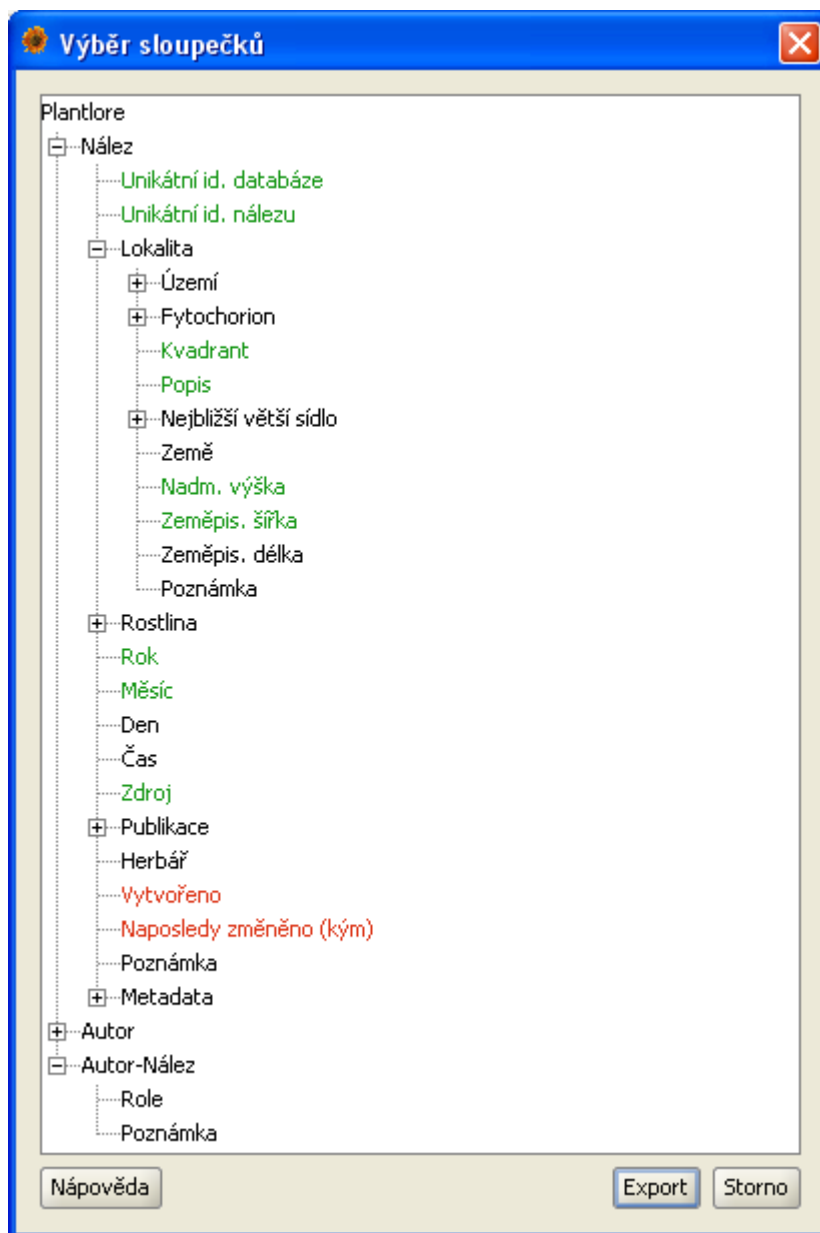 Výběr sloupečků
Plantlore
Nález
Unikátní id. databáze
Unikátní id. nálezu
Lokalita
Území
Fytochorion
Kvadrant
Popis
Nejbližší větší sídlo
Země
Nadm. výška
Zeměpis. šířka
Zeměpis. délka
Poznámka
Rostlina
Rok
Měsíc
Den
Čas
Zdroj
Publikace
Herbář
Vytvořeno
Naposledy změněno (kým)
Poznámka
Metadata
Autor
Autor-Nález
Role
Poznámka
Nápověda Export Storno